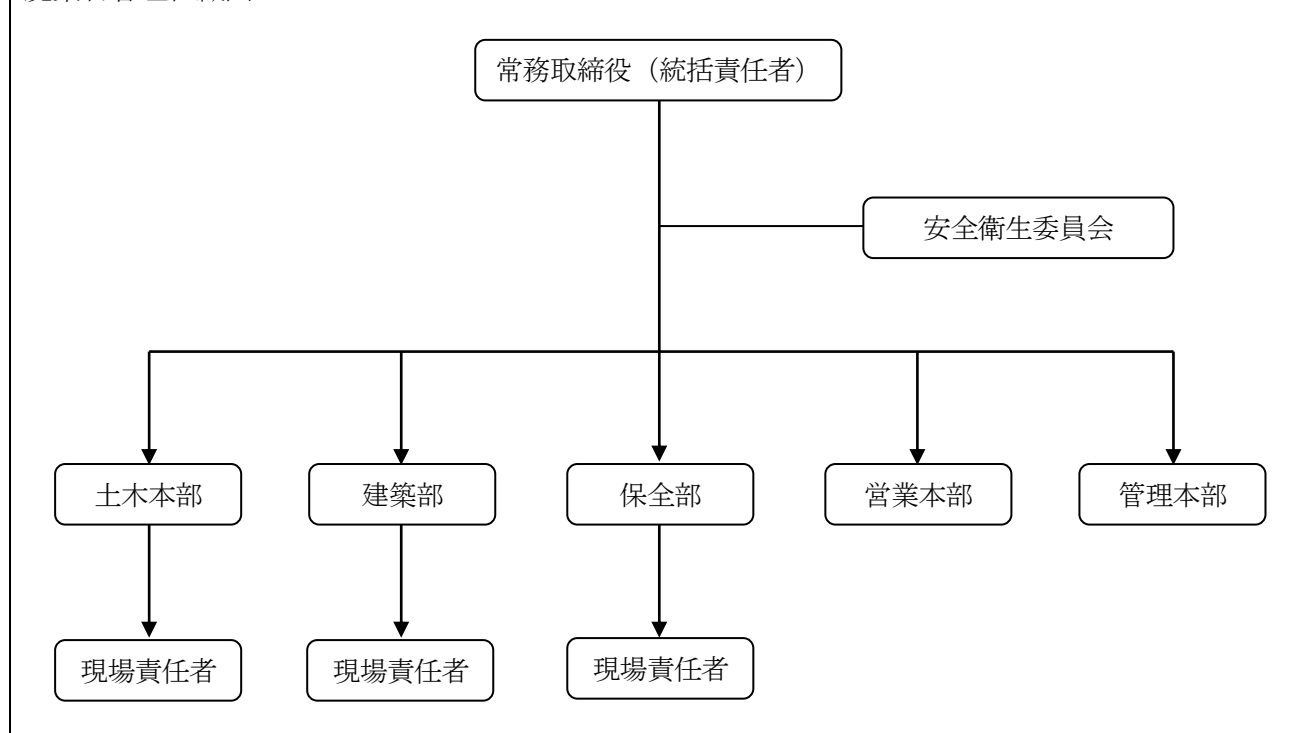 常務取締役（統括責任者）
安全衛生委員会
土木本部
建築部
保全部
営業本部
管理本部
現場責任者
現場責任者
現場責任者